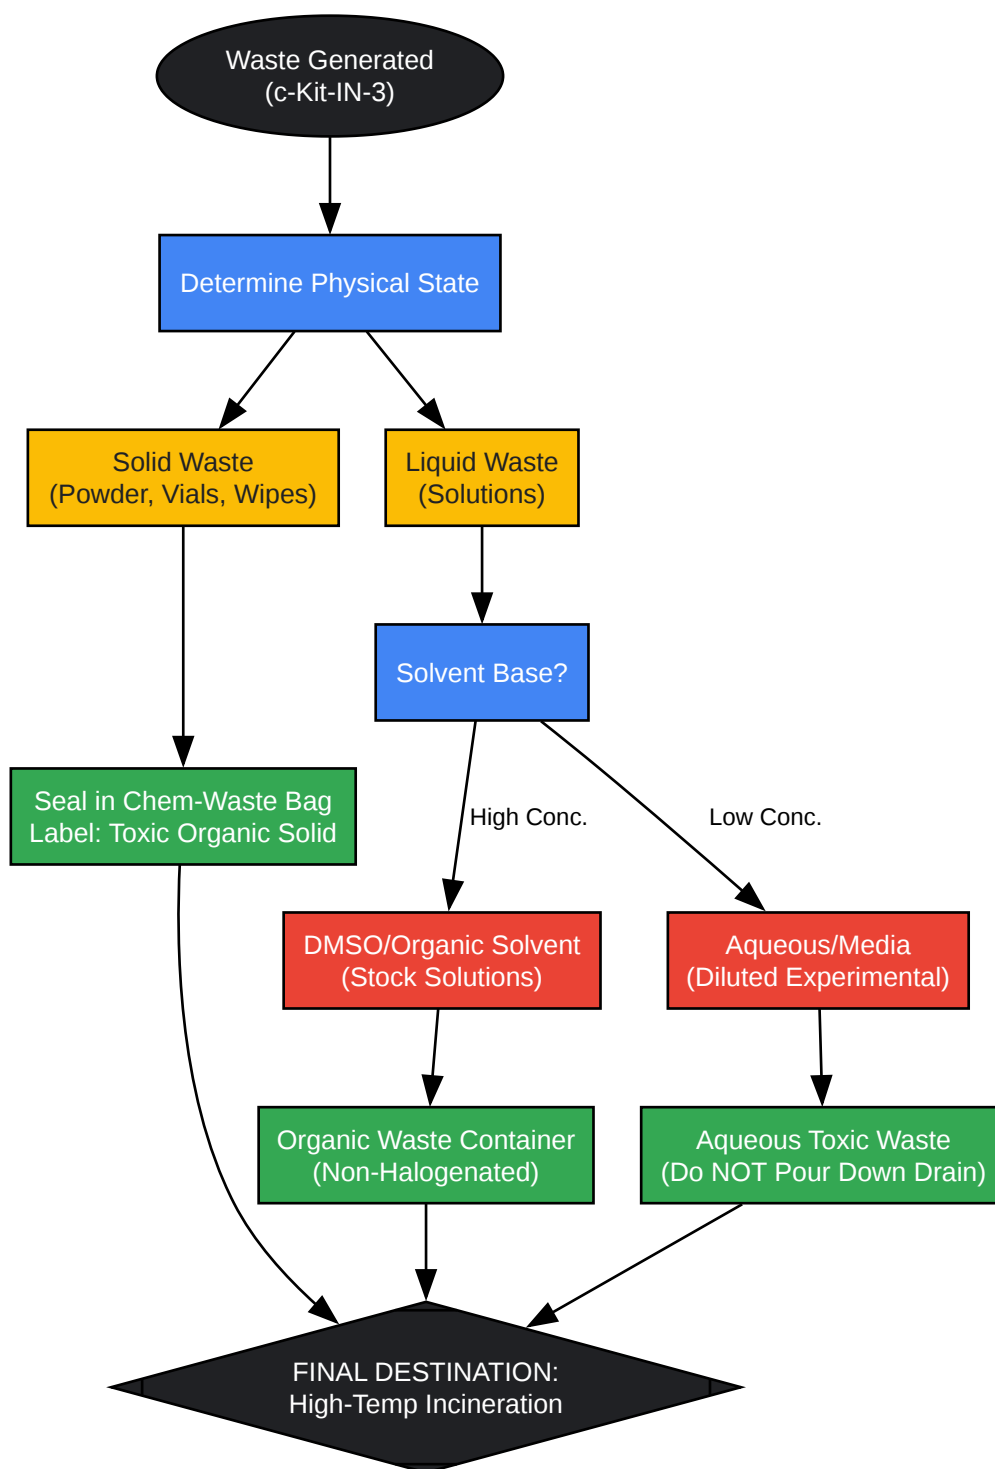 Waste Generated
(c-Kit-IN-3)
Determine Physical State
Solid Waste
(Powder, Vials, Wipes)
Liquid Waste
(Solutions)
Solvent Base?
Seal in Chem-Waste Bag
Label: Toxic Organic Solid
High Conc.
Low Conc.
DMSO/Organic Solvent
(Stock Solutions)
Aqueous/Media
(Diluted Experimental)
Organic Waste Container
(Non-Halogenated)
Aqueous Toxic Waste
(Do NOT Pour Down Drain)
FINAL DESTINATION:
High-Temp Incineration